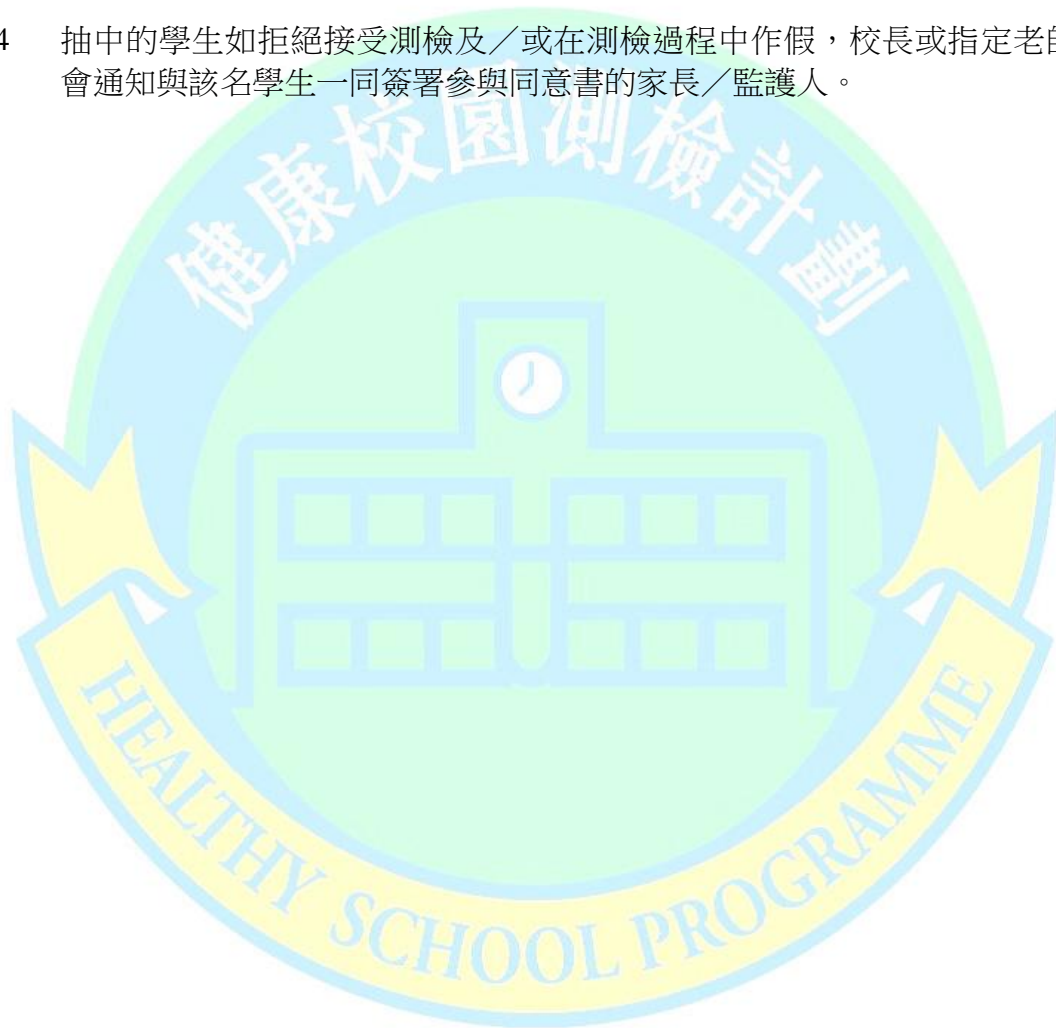 4 抽中的學生如拒絕接受測檢及／或在測檢過程中作假，校長或指定老
會通知與該名學生一同簽署參與同意書的家長／監護人。
健康校園測檢計劃
HEALTHY SCHOOL PROGRAMME